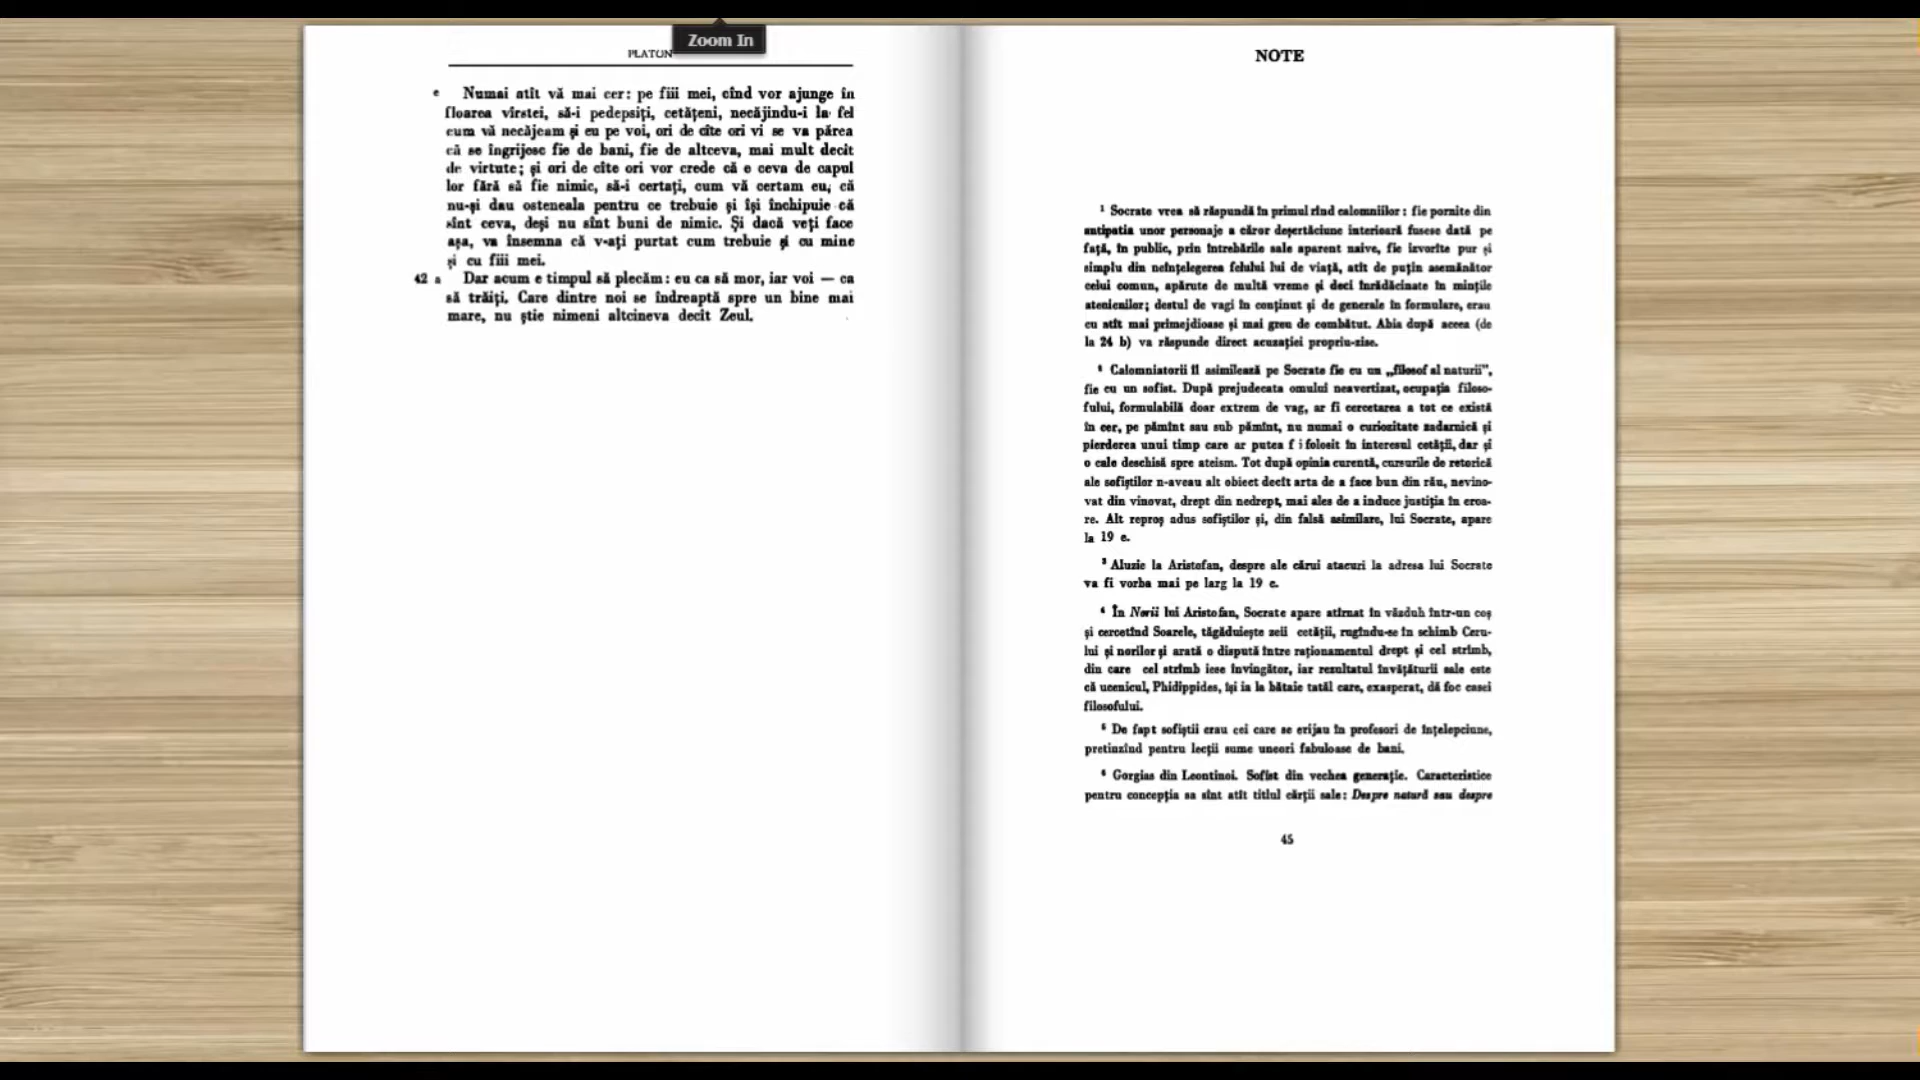 Zoom In
PLATON
e Numai atît vă mai cer: pe fiii mei, cînd vor ajunge în
floarea vîrstei, să-i pedepsiți, cetățeni, necăjindu-i la fel
cum vă necăjeam și eu pe voi, ori de cîte ori vi se va părea
că se îngrijesc fie de bani, fie de altceva, mai mult decît
de virtute; și ori de cîte ori vor crede că e ceva de capul
lor fără să fie nimic, să-i certați, cum vă certam eu, că
nu-și dau osteneala pentru ce trebuie și își închipuie că
sînt ceva, deși nu sînt buni de nimic. Și dacă veți face
așa, va însemna că v-ați purtat cum trebuie și cu mine
și cu fiii mei.
42 a Dar acum e timpul să plecăm: eu ca să mor, iar voi — ca
să trăiți. Care dintre noi se îndreaptă spre un bine mai
mare, nu știe nimeni altcineva decît Zeul.
NOTE
¹ Socrate vrea să răspundă în primul rînd calomniilor: fie pornite din
antipatia unor personaje a căror deșertăciune interioară fusese dată pe
față, în public, prin întrebările sale aparent naive, fie izvorîte pur și
simplu din neînțelegerea felului lui de viață, atît de puțin asemănător
celui comun, apărute de multă vreme și deci înrădăcinate în mințile
atenienilor; destul de vagi în conținut și de generale în formulare, erau
cu atît mai primejdioase și mai greu de combătut. Abia după aceea (de
la 24 b) va răspunde direct acuzației propriu-zise.
² Calomniatorii îl asimilează pe Socrate fie cu un „filosof al naturii”,
fie cu un sofist. După prejudecata omului neavertizat, ocupația filoso-
fului, formulabilă doar extrem de vag, ar fi cercetarea a tot ce există
în cer, pe pămînt sau sub pămînt, nu numai o curiozitate zadarnică și
pierderea unui timp care ar putea f i folosit în interesul cetății, dar și
o cale deschisă spre ateism. Tot după opinia curentă, cursurile de retorică
ale sofiștilor n-aveau alt obiect decît arta de a face bun din rău, nevino-
vat din vinovat, drept din nedrept, mai ales de a induce justiția în eroa-
re. Alt reproș adus sofiștilor și, din falsă asimilare, lui Socrate, apare
la 19 e.
³ Aluzie la Aristofan, despre ale cărui atacuri la adresa lui Socrate
va fi vorba mai pe larg la 19 c.
⁴ În Norii lui Aristofan, Socrate apare atîrnat în văzduh într-un coș
și cercetînd Soarele, tăgăduiește zeii cetății, rugîndu-se în schimb Ceru-
lui și norilor și arată o dispută între raționamentul drept și cel strîmb,
din care cel strîmb iese învingător, iar rezultatul învățăturii sale este
că ucenicul, Phidippides, își ia la bătaie tatăl care, exasperat, dă foc casei
filosofului.
⁵ De fapt sofiștii erau cei care se erijau în profesori de înțelepciune,
pretinzînd pentru lecții sume uneori fabuloase de bani.
⁶ Gorgias din Leontinoi. Sofist din vechea generație. Caracteristice
pentru concepția sa sînt atît titlul cărții sale: Despre natură sau despre
45